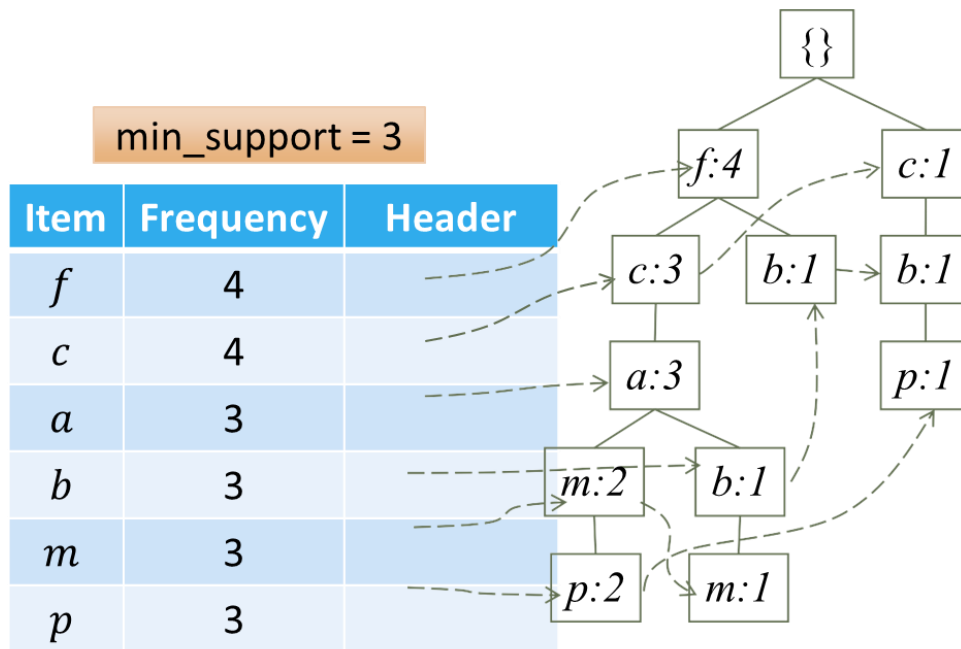 {}
min_support = 3
f:4
c:1
Item Frequency Header
c:3
b:1
b:1
f 4
c 4
a:3
p:1
a 3
b 3
m:2
b:1
m 3
p:2
m:1
p 3